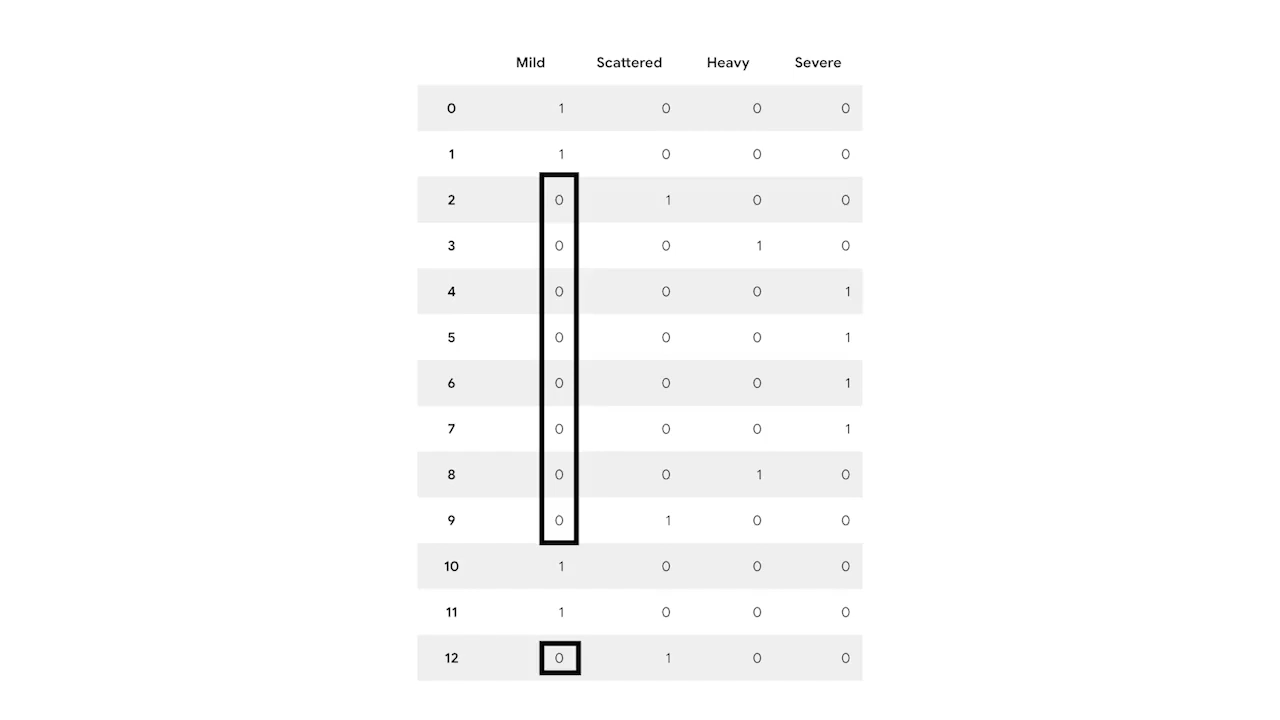 Mild Scattered Heavy Severe
0 1 0 0 0
1 1 0 0 0
2 0 1 0 0
3 0 0 1 0
4 0 0 0 1
5 0 0 0 1
6 0 0 0 1
7 0 0 0 1
8 0 0 1 0
9 0 1 0 0
10 1 0 0 0
11 1 0 0 0
12 0 1 0 0